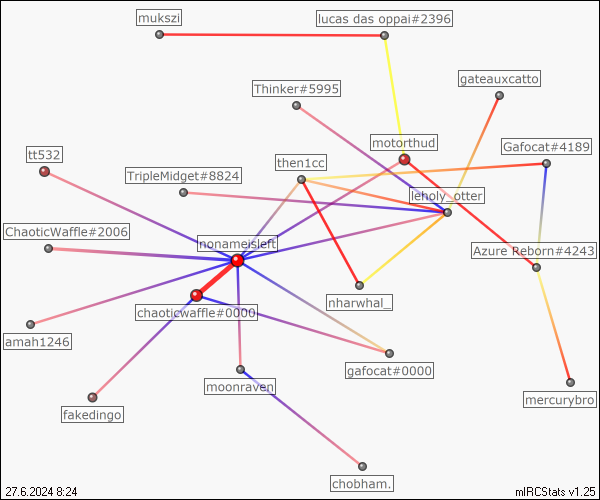 mukszi
lucas das oppai#2396
gateauxcatto
Thinker#5995
motorthud
Gafocat#4189
tt532
then1cc
TripleMidget#8824
leholy_otter
ChaoticWaffle#2006
nonameisleft
Azure Reborn#4243
nharwhal_
chaoticwaffle#0000
amah1246
gafocat#0000
moonraven
mercurybro
fakedingo
chobham.
27.6.2024 8:24
mIRCStats v1.25